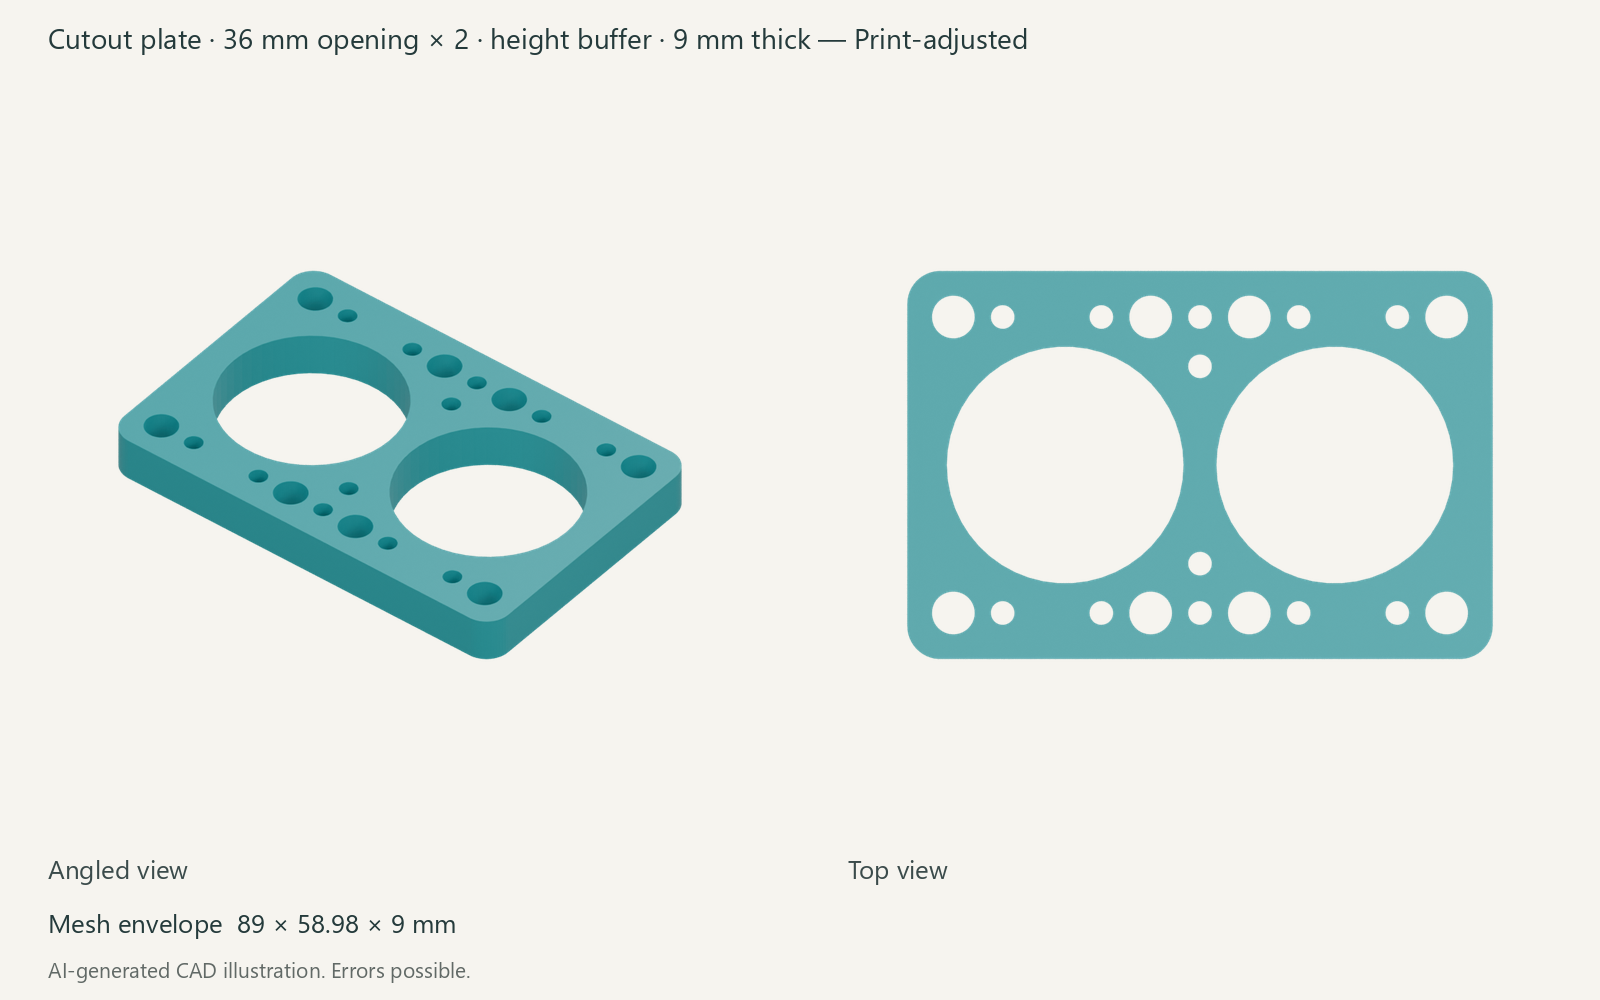 Cutout plate · 36 mm opening × 2 · height buffer · 9 mm thick — Print-adjusted
Angled view
Top view
Mesh envelope  89 × 58.98 × 9 mm
AI-generated CAD illustration. Errors possible.